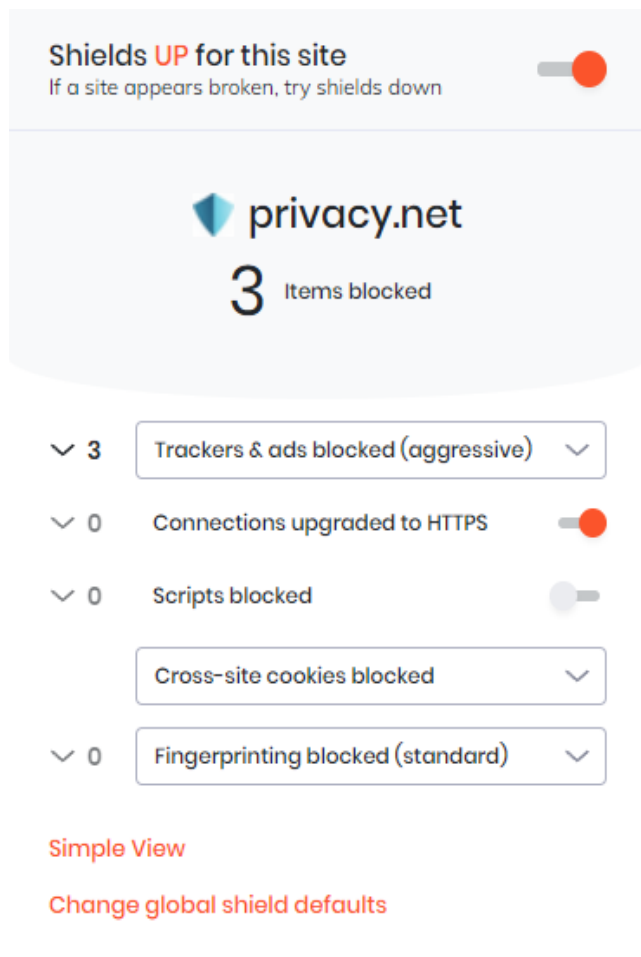 Shields UP for this site
If a site appears broken, try shields down
privacy.net
3 Items blocked
3 Trackers & ads blocked (aggressive)
0 Connections upgraded to HTTPS
0 Scripts blocked
Cross-site cookies blocked
0 Fingerprinting blocked (standard)
Simple View
Change global shield defaults